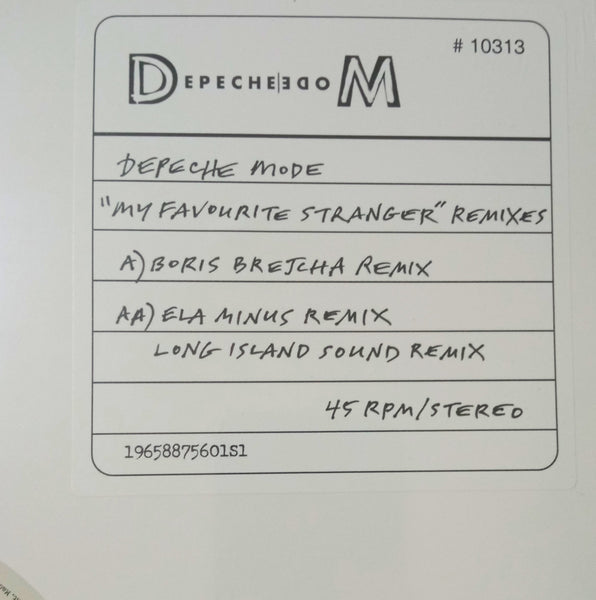 # 10313
DEPECHE MODE
DEPECHE MODE
"MY FAVOURITE STRANGER" REMIXES
A) BORIS BREJCHA REMIX
AA) ELA MINUS REMIX
LONG ISLAND SOUND REMIX
45 RPM/STEREO
19658875601S1